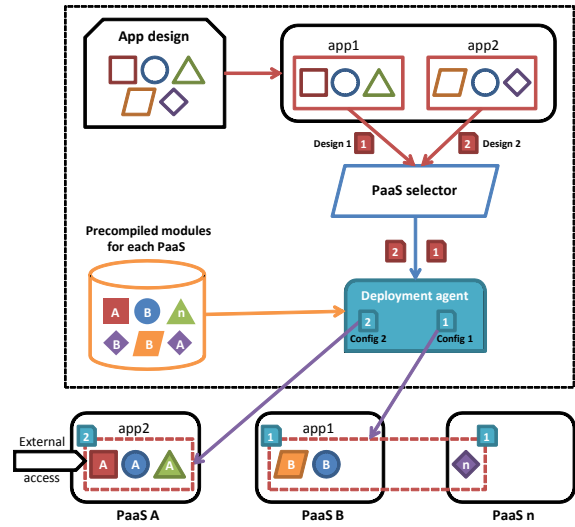 App design
app1
app2
Design 1
1
2
Design 2
PaaS selector
Precompiled modules
for each PaaS
2
1
A
B
n
B
B
A
Deployment agent
2
1
Config 2
Config 1
External
access
2
app2
A
A
A
PaaS A
1
app1
B
B
PaaS B
1
n
PaaS n